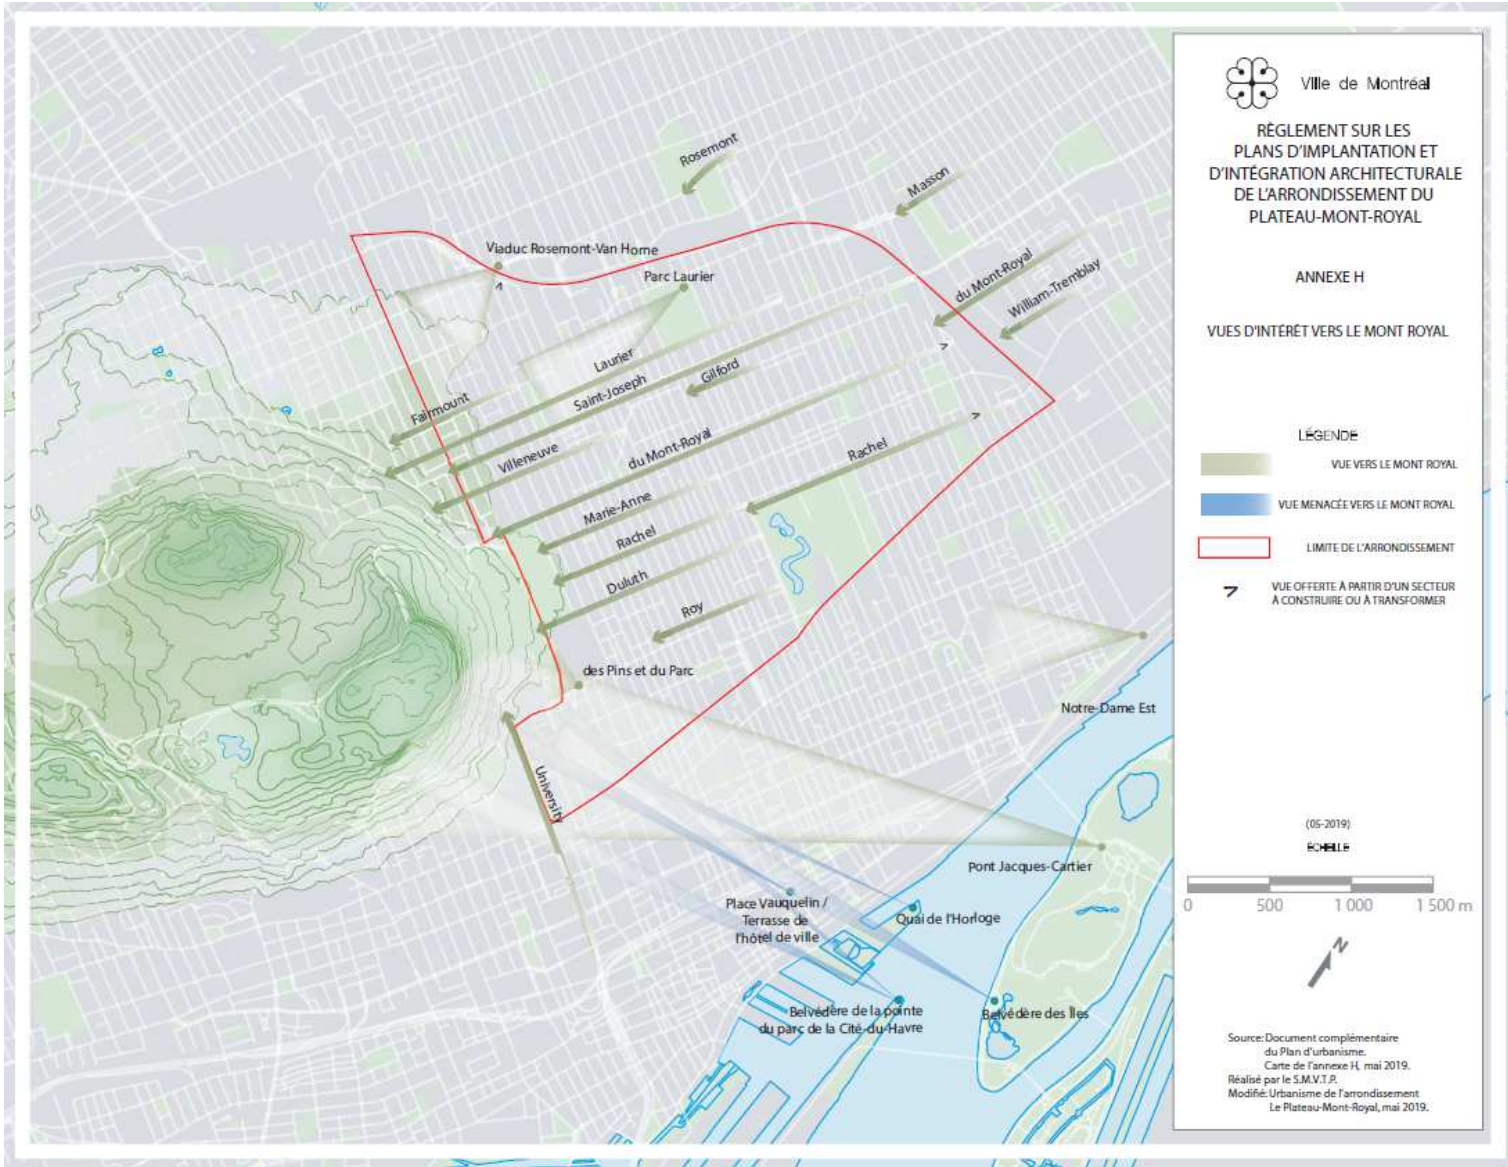 Ville de Montréal
RÈGLEMENT SUR LES
PLANS D'IMPLANTATION ET
D'INTÉGRATION ARCHITECTURALE
DE L'ARRONDISSEMENT DU
PLATEAU-MONT-ROYAL
ANNEXE H
VUES D'INTÉRÊT VERS LE MONT ROYAL
LÉGENDE
VUE VERS LE MONT ROYAL
VUE MENACÉE VERS LE MONT ROYAL
LIMITE DE L'ARRONDISSEMENT
VUE OFFERTE À PARTIR D'UN SECTEUR
À CONSTRUIRE OU À TRANSFORMER
(05-2019)
ÉCHELLE
0 500 1 000 1 500 m
N
Source: Document complémentaire
du Plan d'urbanisme.
Carte de l'annexe H, mai 2019.
Réalisé par le S.M.V.T.P.
Modifié: Urbanisme de l'arrondissement
Le Plateau-Mont-Royal, mai 2019.
Rosemont
Masson
Viaduc Rosemont-Van Horne
Parc Laurier
du Mont-Royal
William-Tremblay
Laurier
Saint-Joseph
Gilford
Fairmount
Villeneuve
du Mont-Royal
Rachel
Marie-Anne
Rachel
Duluth
Roy
des Pins et du Parc
Notre-Dame Est
University
Pont Jacques-Cartier
Place Vauquelin /
Terrasse de
l'hôtel de ville
Quai de l'Horloge
Belvédère de la pointe
du parc de la Cité-du-Havre
Belvédère des Îles